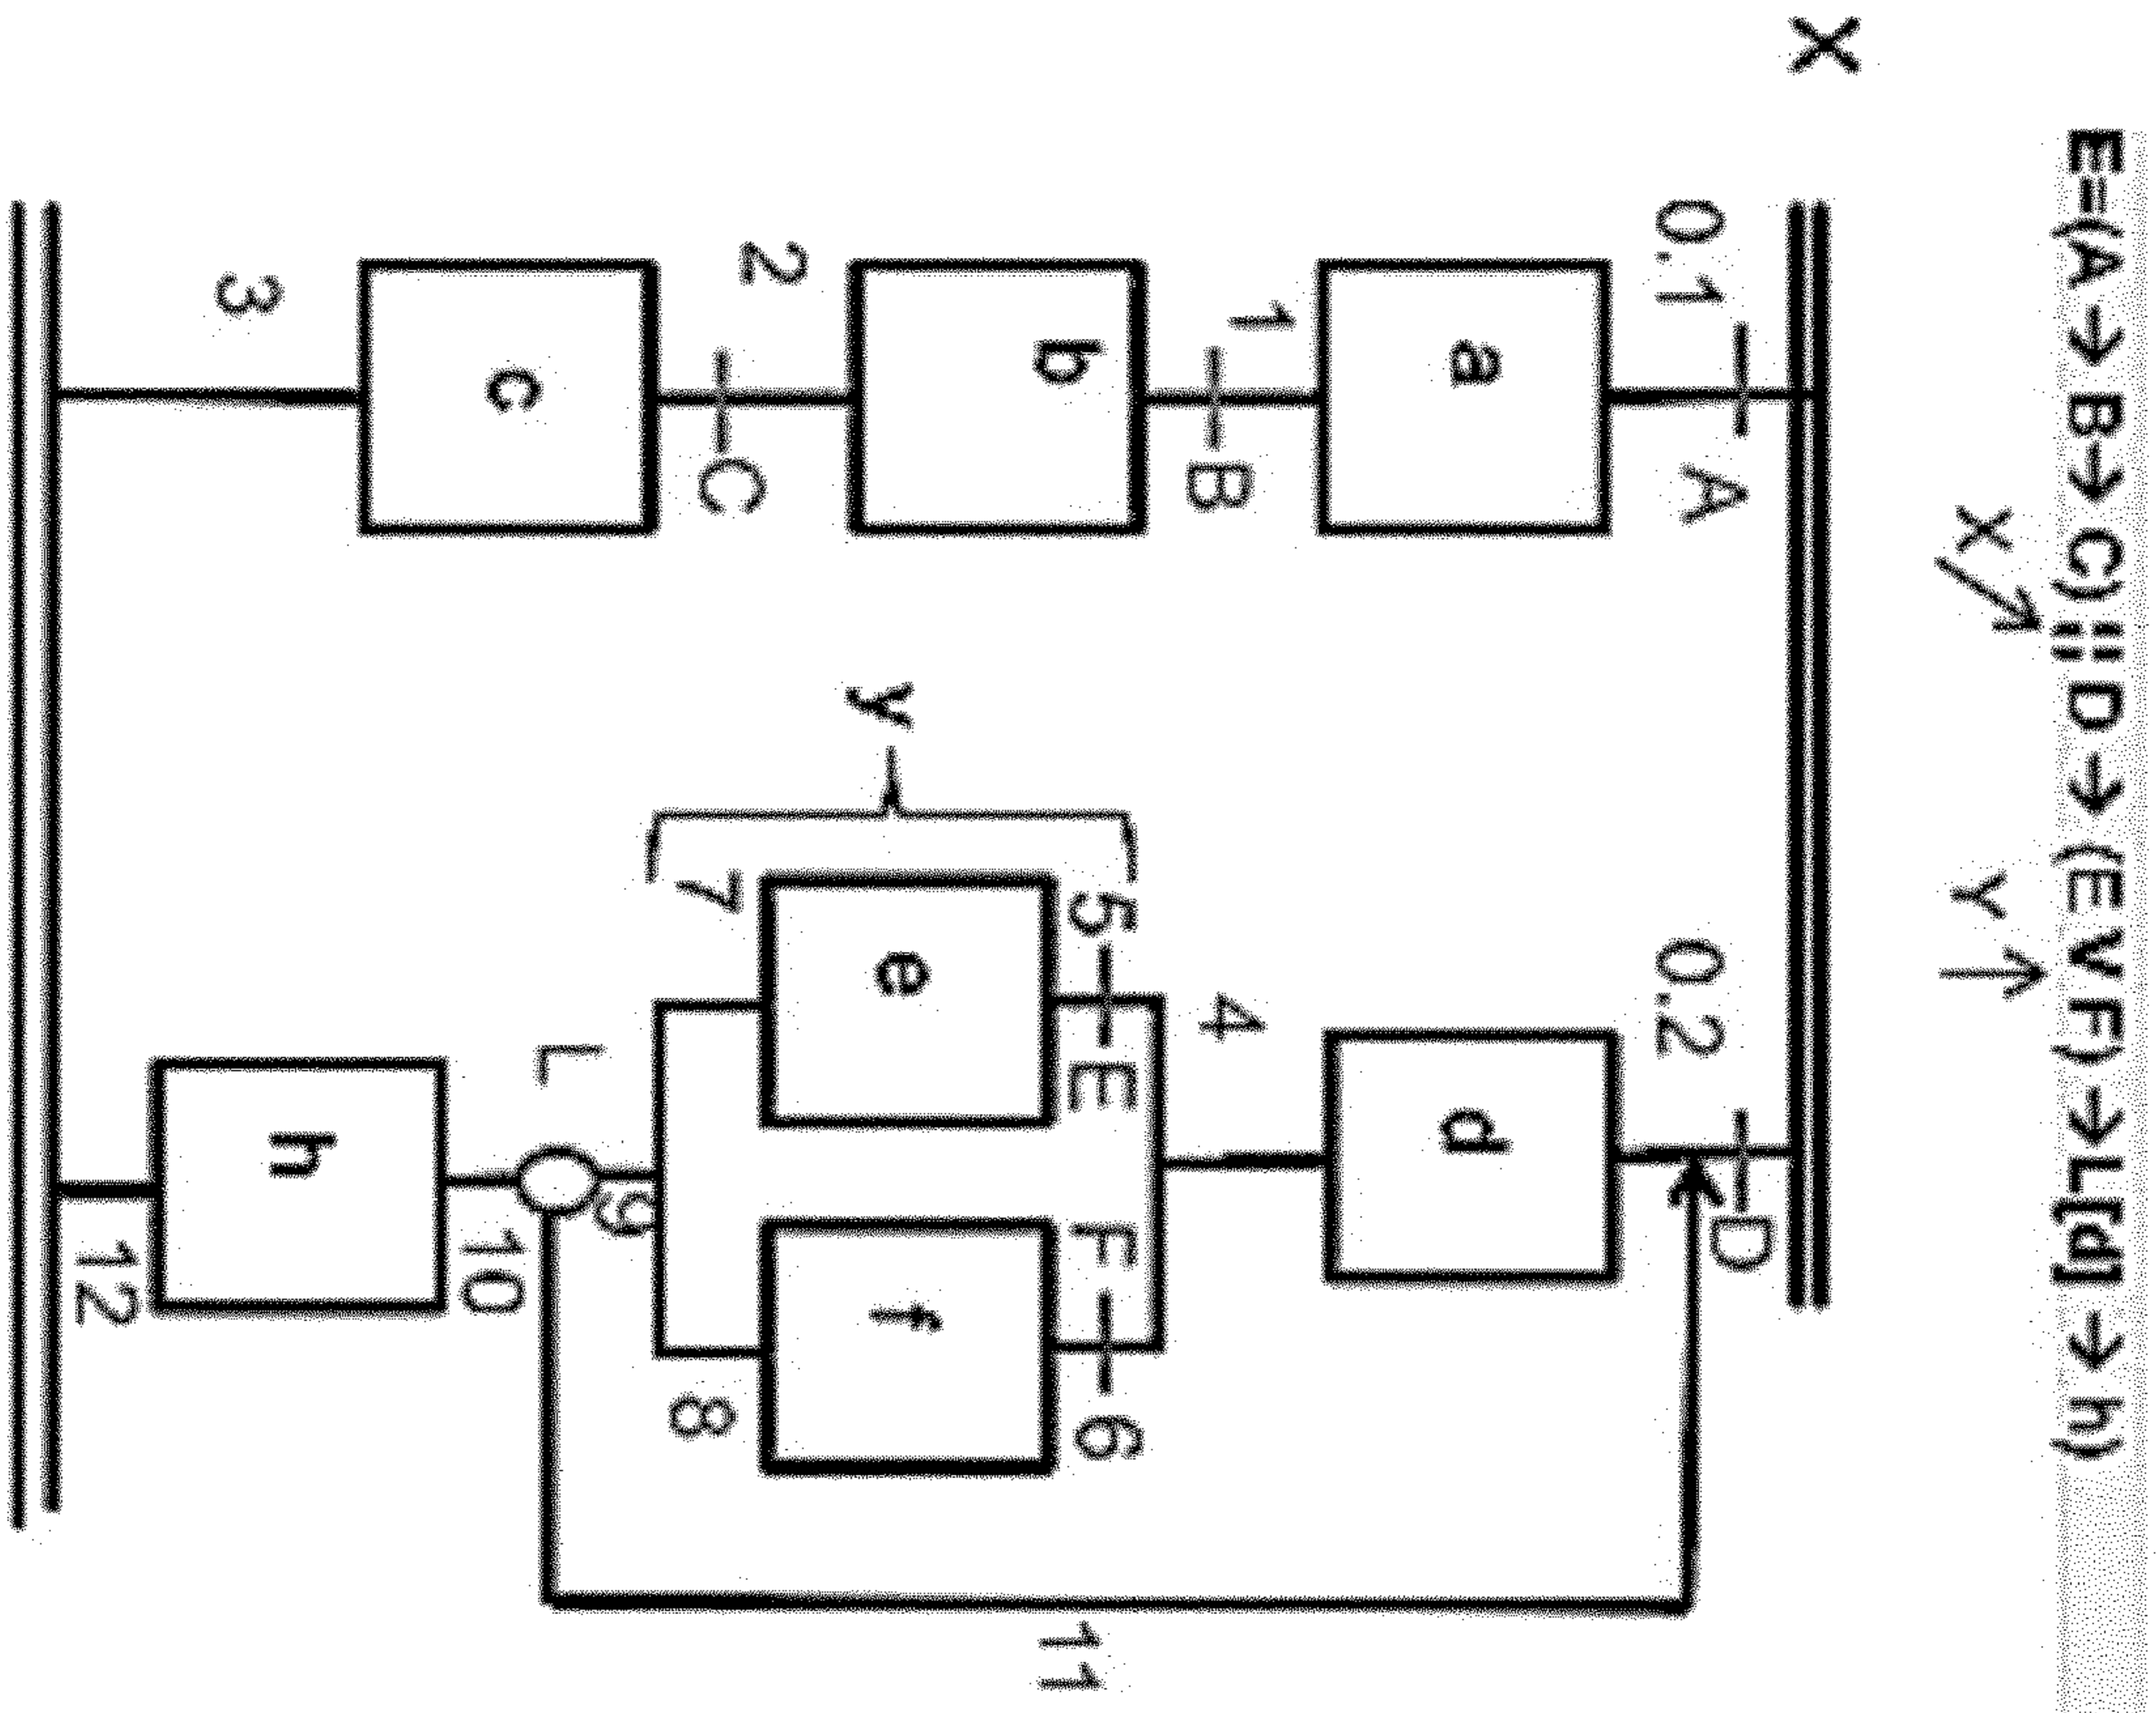 E=(A → B→ C)¦¦ D → (E V F) →L[d] → h)
X
Y
X
0.1
A
0.2
D
a
d
1
B
4
5
E
F
6
b
y
e
f
11
2
C
7
8
c
L
9
10
3
h
12